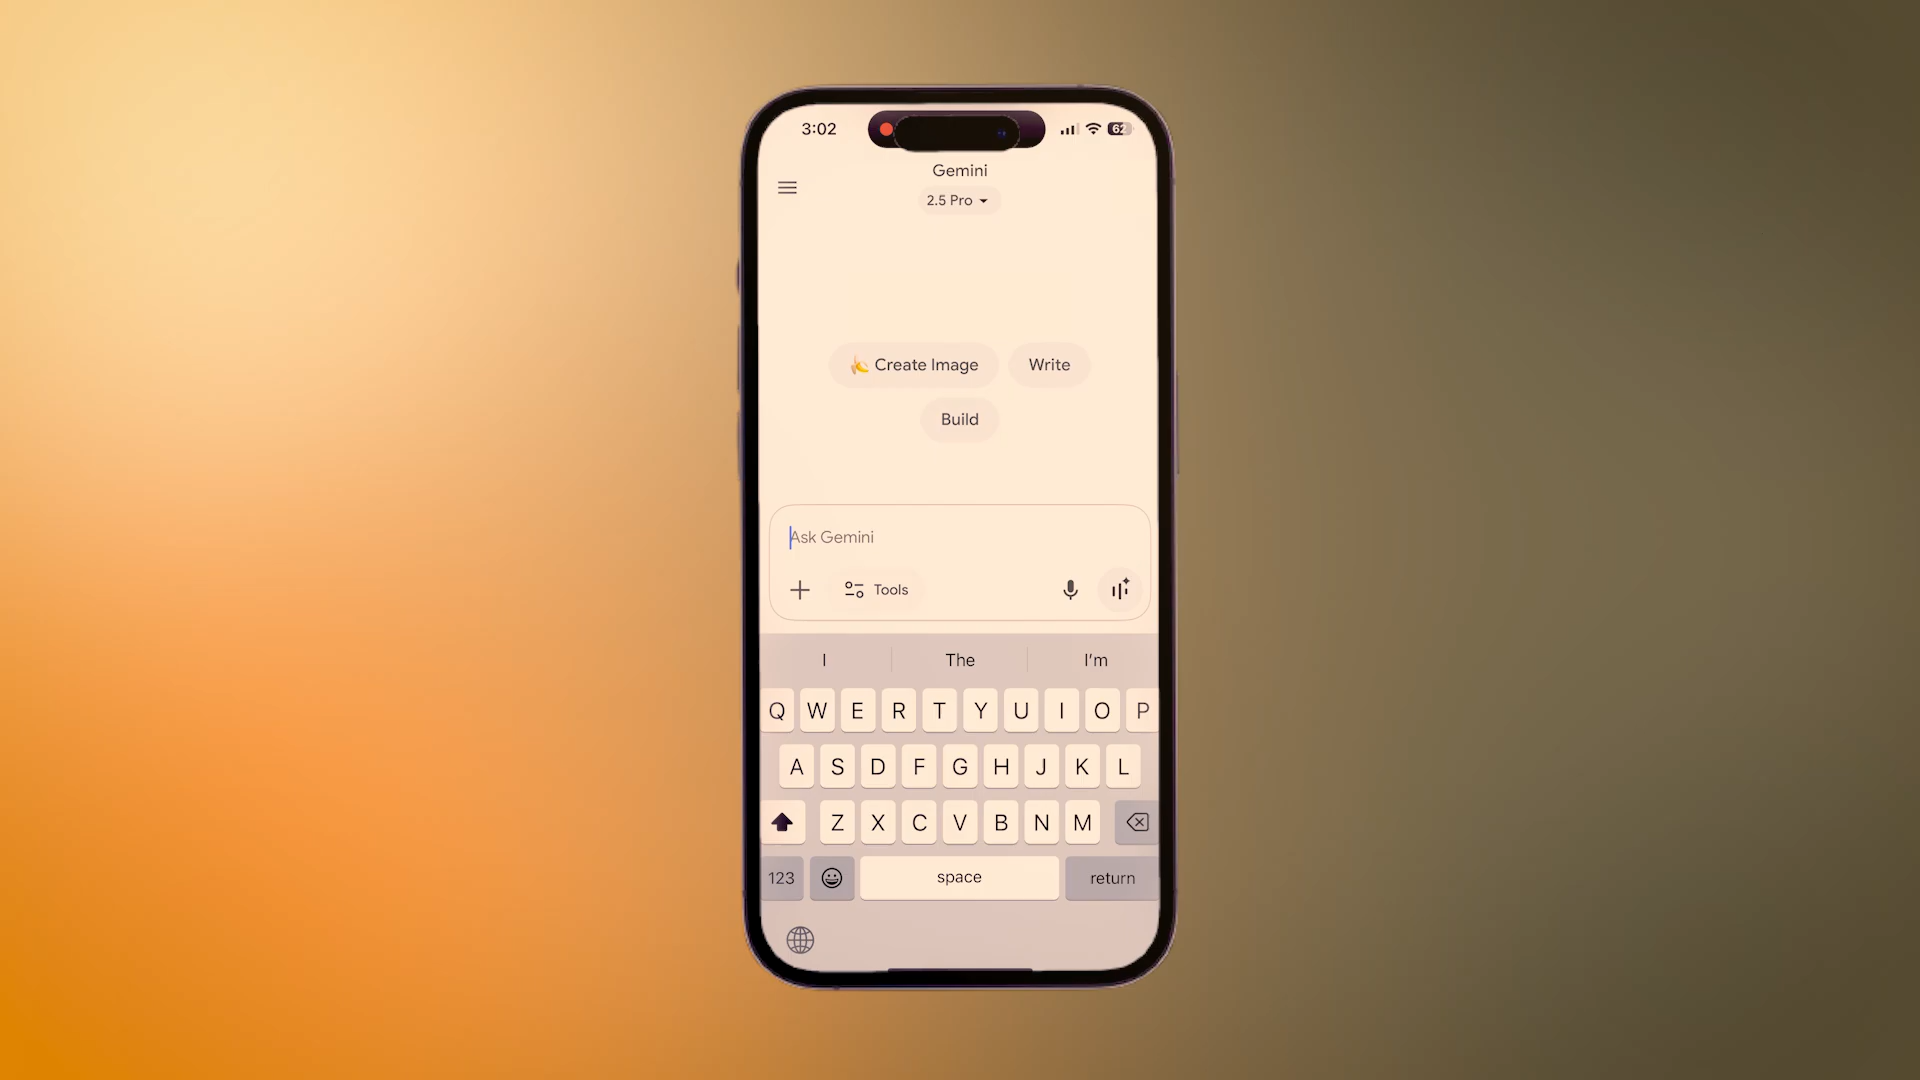 3:02
62
Gemini
2.5 Pro
Create Image
Write
Build
Ask Gemini
Tools
I
The
I'm
Q W E R T Y U I O P
A S D F G H J K L
Z X C V B N M
123
space
return